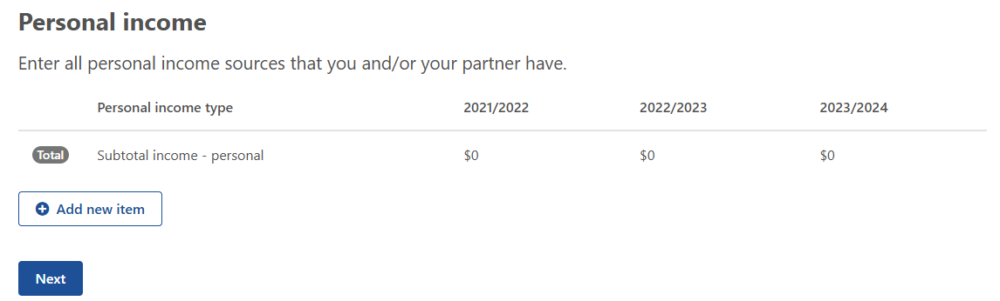 Personal income
Enter all personal income sources that you and/or your partner have.
Personal income type 2021/2022 2022/2023 2023/2024
Total Subtotal income - personal $0 $0 $0
Add new item
Next